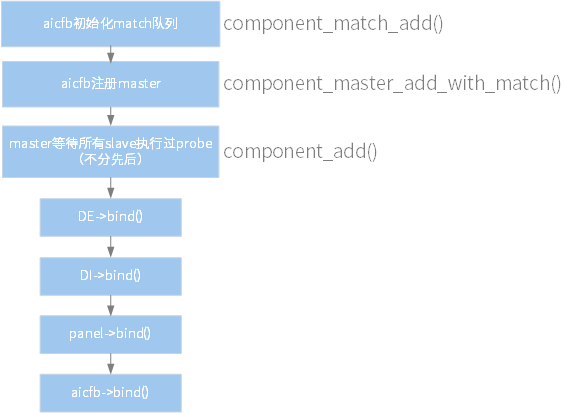 aicfb初始化match队列
component_match_add()
aicfb注册master
component_master_add_with_match()
master等待所有slave执行过probe
（不分先后）
component_add()
DE->bind()
DI->bind()
panel->bind()
aicfb->bind()